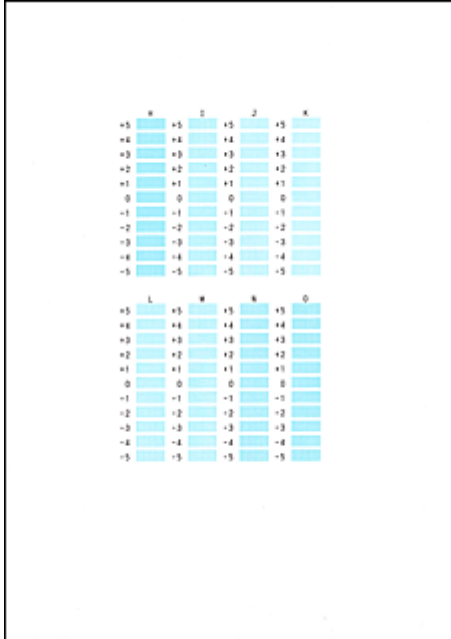 H I J K
+5 +5 +5 +5
+4 +4 +4 +4
+3 +3 +3 +3
+2 +2 +2 +2
+1 +1 +1 +1
0 0 0 0
-1 -1 -1 -1
-2 -2 -2 -2
-3 -3 -3 -3
-4 -4 -4 -4
-5 -5 -5 -5
L M N O
+5 +5 +5 +5
+4 +4 +4 +4
+3 +3 +3 +3
+2 +2 +2 +2
+1 +1 +1 +1
0 0 0 0
-1 -1 -1 -1
-2 -2 -2 -2
-3 -3 -3 -3
-4 -4 -4 -4
-5 -5 -5 -5